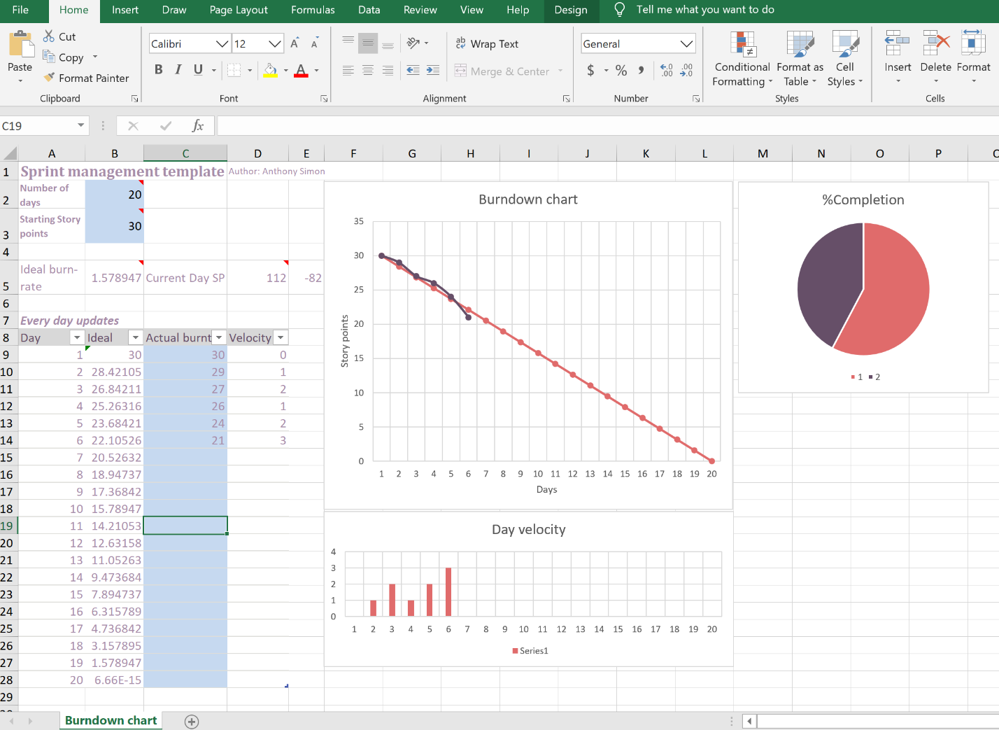 File Home Insert Draw Page Layout Formulas Data Review View Help Design Tell me what you want to do
Cut
Copy
Format Painter
Paste
Clipboard
Calibri 12 A A
B I U A
Font
ab Wrap Text
Merge & Center
Alignment
General
$ % , .0 .00 .00 .0
Number
Conditional Formatting
Format as Table
Cell Styles
Styles
Insert Delete Format
Cells
C19 fx
A B C D E F G H I J K L M N O P
1 Sprint management template Author: Anthony Simon
2 Number of days 20
3 Starting Story points 30
4
5 Ideal burn-rate 1.578947 Current Day SP 112 -82
6
7 Every day updates
8 Day Ideal Actual burnt Velocity
9 1 30 30 0
10 2 28.42105 29 1
11 3 26.84211 27 2
12 4 25.26316 26 1
13 5 23.68421 24 2
14 6 22.10526 21 3
15 7 20.52632
16 8 18.94737
17 9 17.36842
18 10 15.78947
19 11 14.21053
20 12 12.63158
21 13 11.05263
22 14 9.473684
23 15 7.894737
24 16 6.315789
25 17 4.736842
26 18 3.157895
27 19 1.578947
28 20 6.66E-15
29
Burndown chart
35
30
25
20
15
10
5
0
Story points
1 2 3 4 5 6 7 8 9 10 11 12 13 14 15 16 17 18 19 20
Days
%Completion
1 2
Day velocity
4
3
2
1
0
1 2 3 4 5 6 7 8 9 10 11 12 13 14 15 16 17 18 19 20
Series1
Burndown chart